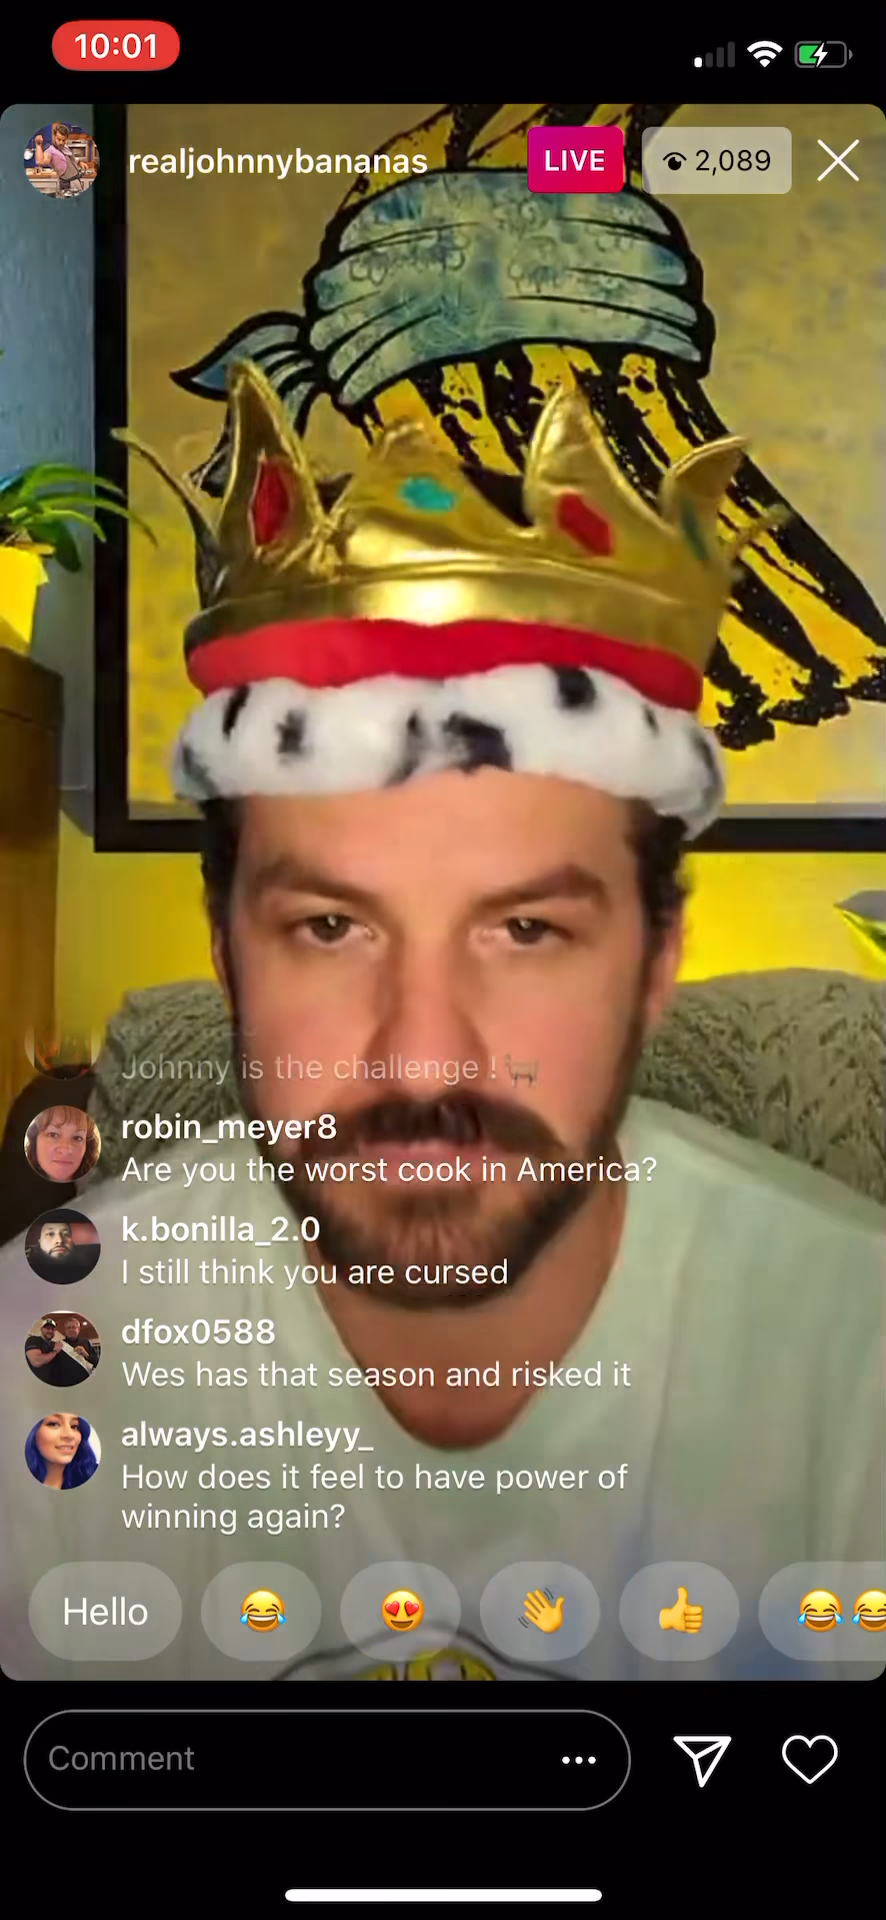 10:01
realjohnnybananas
LIVE
2,089
Johnny is the challenge !
robin_meyer8
Are you the worst cook in America?
k.bonilla_2.0
I still think you are cursed
dfox0588
Wes has that season and risked it
always.ashleyy_
How does it feel to have power of
winning again?
Hello
Comment